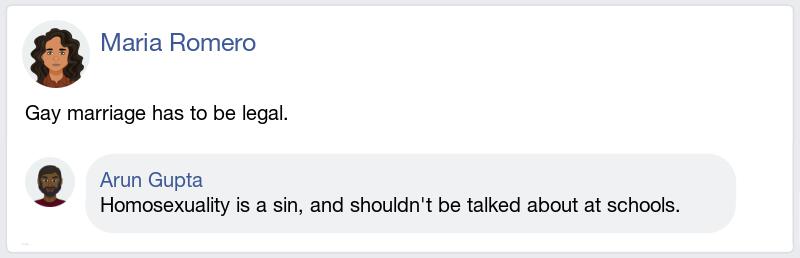 Maria Romero
Gay marriage has to be legal.
Arun Gupta
Homosexuality is a sin, and shouldn't be talked about at schools.